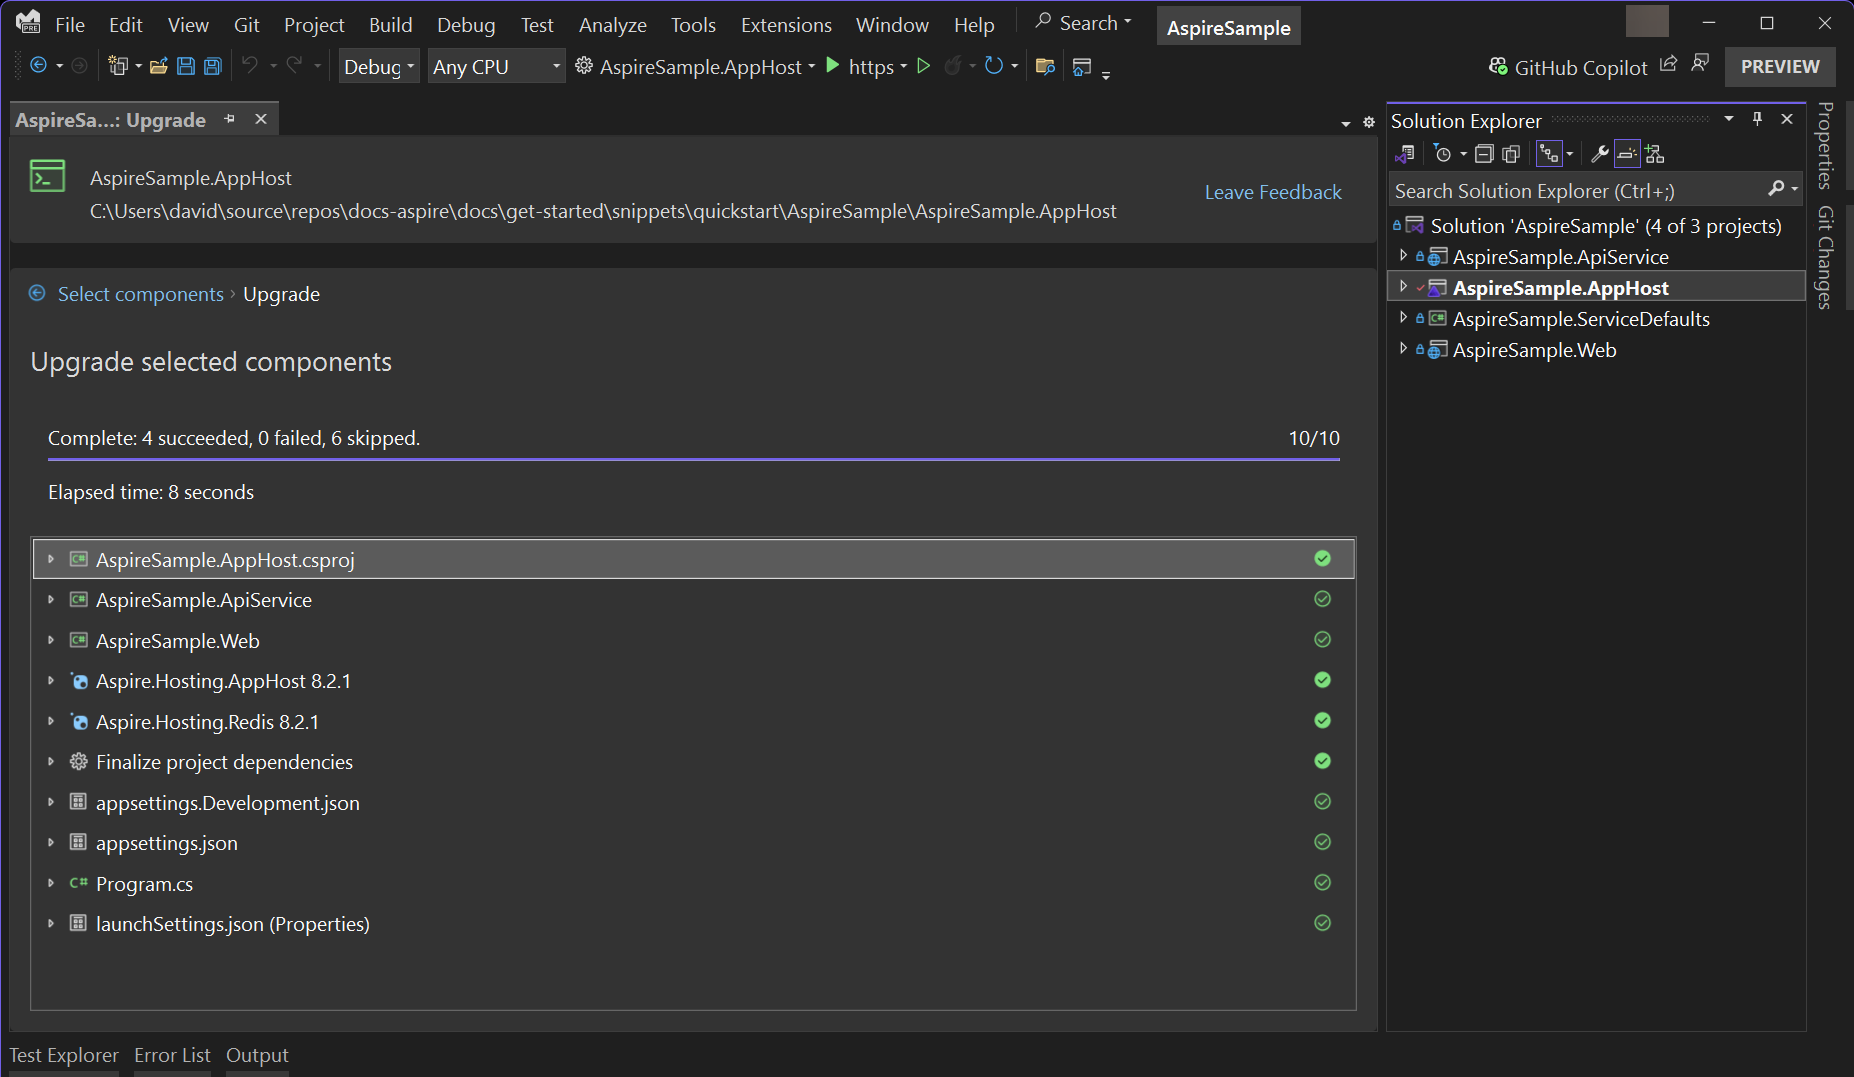 PRE
File Edit View Git Project Build Debug Test Analyze Tools Extensions Window Help Search AspireSample
Debug Any CPU AspireSample.AppHost https GitHub Copilot PREVIEW
AspireSa...: Upgrade
AspireSample.AppHost
C:\Users\david\source\repos\docs-aspire\docs\get-started\snippets\quickstart\AspireSample\AspireSample.AppHost
Leave Feedback
Select components › Upgrade
Upgrade selected components
Complete: 4 succeeded, 0 failed, 6 skipped. 10/10
Elapsed time: 8 seconds
C# AspireSample.AppHost.csproj
C# AspireSample.ApiService
C# AspireSample.Web
Aspire.Hosting.AppHost 8.2.1
Aspire.Hosting.Redis 8.2.1
Finalize project dependencies
appsettings.Development.json
appsettings.json
C# Program.cs
launchSettings.json (Properties)
Solution Explorer
Search Solution Explorer (Ctrl+;)
Solution 'AspireSample' (4 of 3 projects)
AspireSample.ApiService
AspireSample.AppHost
C# AspireSample.ServiceDefaults
AspireSample.Web
Properties
Git Changes
Test Explorer Error List Output